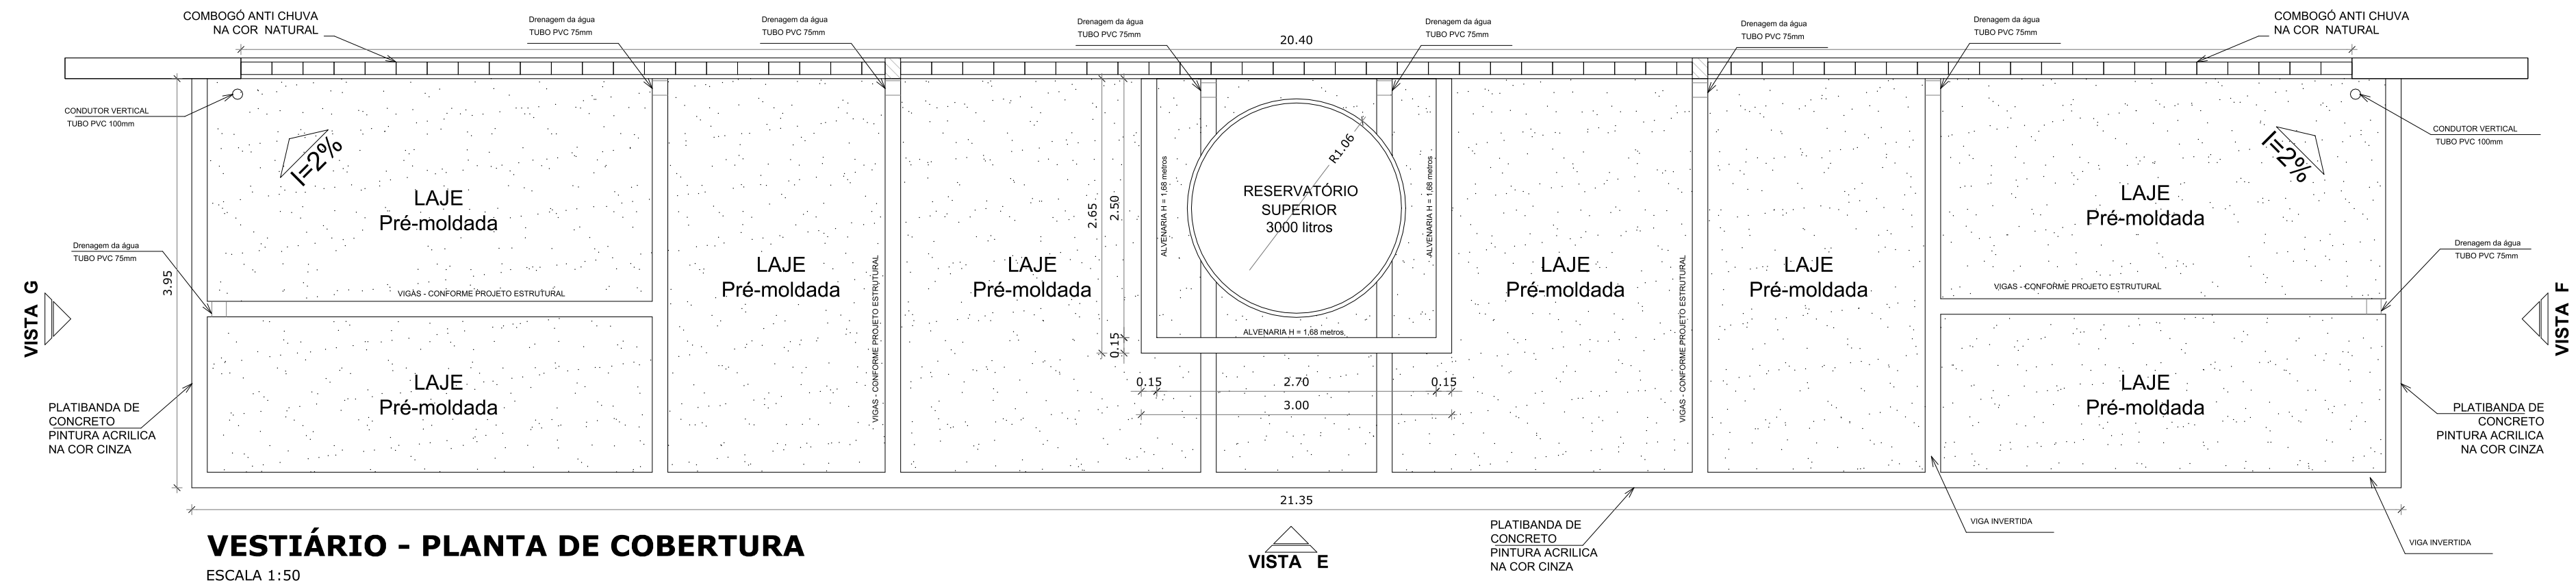 COMBOGÓ ANTI CHUVA
NA COR  NATURAL
Drenagem da água
TUBO PVC 75mm
Drenagem da água
TUBO PVC 75mm
Drenagem da água
TUBO PVC 75mm
Drenagem da água
TUBO PVC 75mm
Drenagem da água
TUBO PVC 75mm
Drenagem da água
TUBO PVC 75mm
COMBOGÓ ANTI CHUVA
NA COR  NATURAL
20.40
CONDUTOR VERTICAL
TUBO PVC 100mm
CONDUTOR VERTICAL
TUBO PVC 100mm
I=2%
I=2%
R1.06
LAJE
Pré-moldada
ALVENARIA H = 1,68 metros
RESERVATÓRIO
SUPERIOR
3000 litros
ALVENARIA H = 1,68 metros
LAJE
Pré-moldada
2.65
2.50
Drenagem da água
TUBO PVC 75mm
Drenagem da água
TUBO PVC 75mm
3.95
LAJE
Pré-moldada
LAJE
Pré-moldada
LAJE
Pré-moldada
LAJE
Pré-moldada
VIGAS - CONFORME PROJETO ESTRUTURAL
VIGAS - CONFORME PROJETO ESTRUTURAL
VIGAS - CONFORME PROJETO ESTRUTURAL
VIGAS - CONFORME PROJETO ESTRUTURAL
VISTA  G
VISTA  F
ALVENARIA H = 1,68 metros
0.15
0.15
2.70
0.15
3.00
LAJE
Pré-moldada
LAJE
Pré-moldada
PLATIBANDA DE
CONCRETO
PINTURA ACRILICA
NA COR CINZA
PLATIBANDA DE
CONCRETO
PINTURA ACRILICA
NA COR CINZA
21.35
PLATIBANDA DE
CONCRETO
PINTURA ACRILICA
NA COR CINZA
VIGA INVERTIDA
VIGA INVERTIDA
VESTIÁRIO - PLANTA DE COBERTURA
ESCALA 1:50
VISTA   E